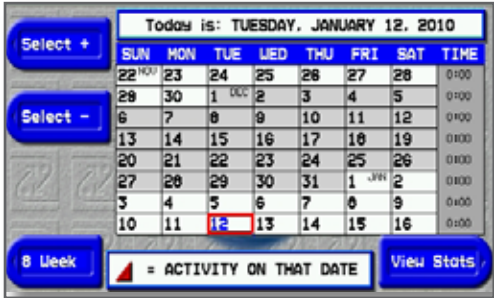 Today is: TUESDAY, JANUARY 12, 2010
Select +
SUN MON TUE WED THU FRI SAT TIME
22 NOV 23 24 25 26 27 28 0:00
29 30 1 DEC 2 3 4 5 0:00
Select -
6 7 8 9 10 11 12 0:00
13 14 15 16 17 18 19 0:00
20 21 22 23 24 25 26 0:00
27 28 29 30 31 1 JAN 2 0:00
3 4 5 6 7 8 9 0:00
10 11 12 13 14 15 16 0:00
8 Week
= ACTIVITY ON THAT DATE
View Stats